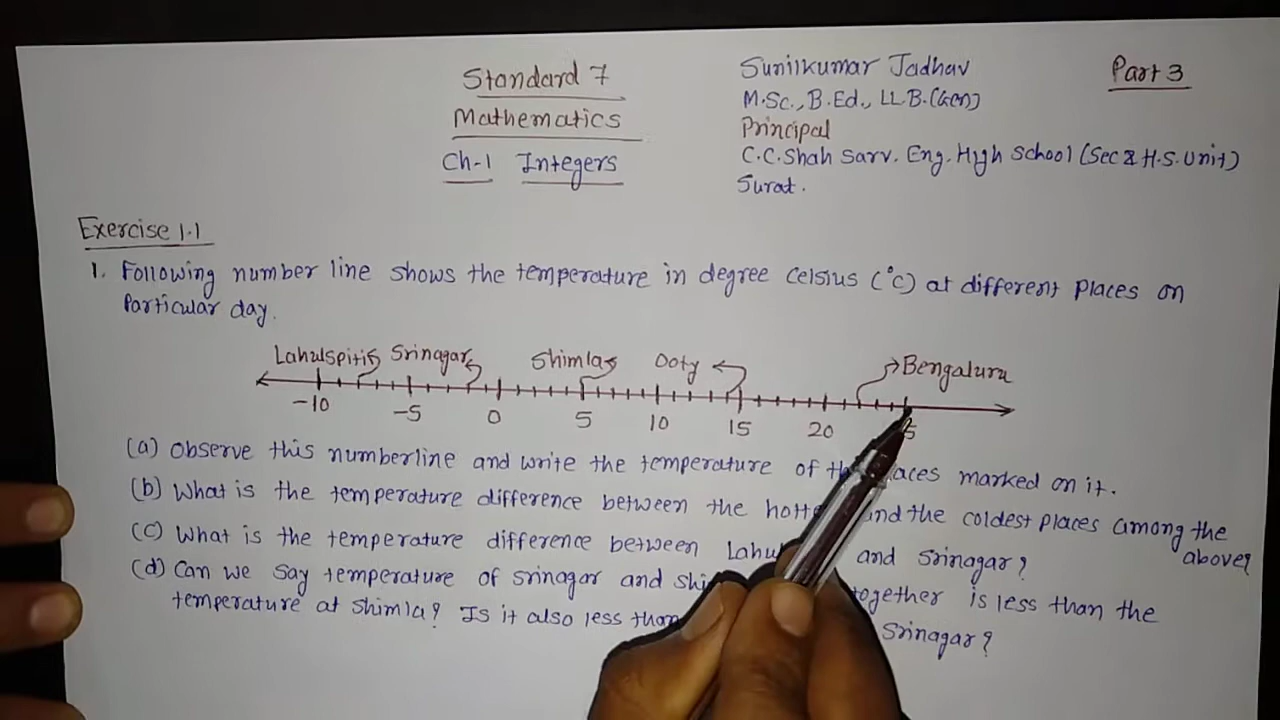 Standard 7
Mathematics
Ch-1 Integers
Sunilkumar Jadhav
M.Sc., B.Ed., LL.B.(Gen)
Principal
C.C.Shah Sarv. Eng. High School (Sec & H.S. Unit)
Surat.
Part 3
Exercise 1.1
1. Following number line shows the temperature in degree celsius (°C) at different places on
Particular day.
Lahulspiti Srinagar Shimla Ooty Bengaluru
-10 -5 0 5 10 15 20 5
(a) Observe this numberline and write the temperature of the places marked on it.
(b) What is the temperature difference between the hotte and the coldest places among the
above?
(c) What is the temperature difference between Lahul and Srinagar?
(d) Can we say temperature of srinagar and shi together is less than the
temperature at shimla? Is it also less than Srinagar?